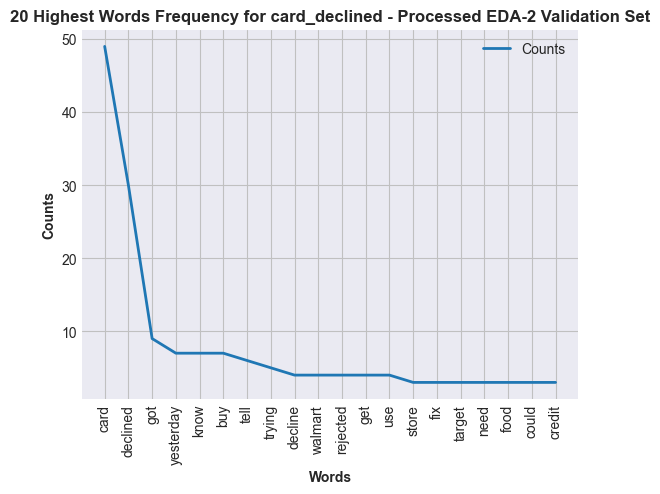 20 Highest Words Frequency for card_declined - Processed EDA-2 Validation Set
Counts
50
40
30
20
10
Counts
card
declined
got
yesterday
know
buy
tell
trying
decline
walmart
rejected
get
use
store
fix
target
need
food
could
credit
Words